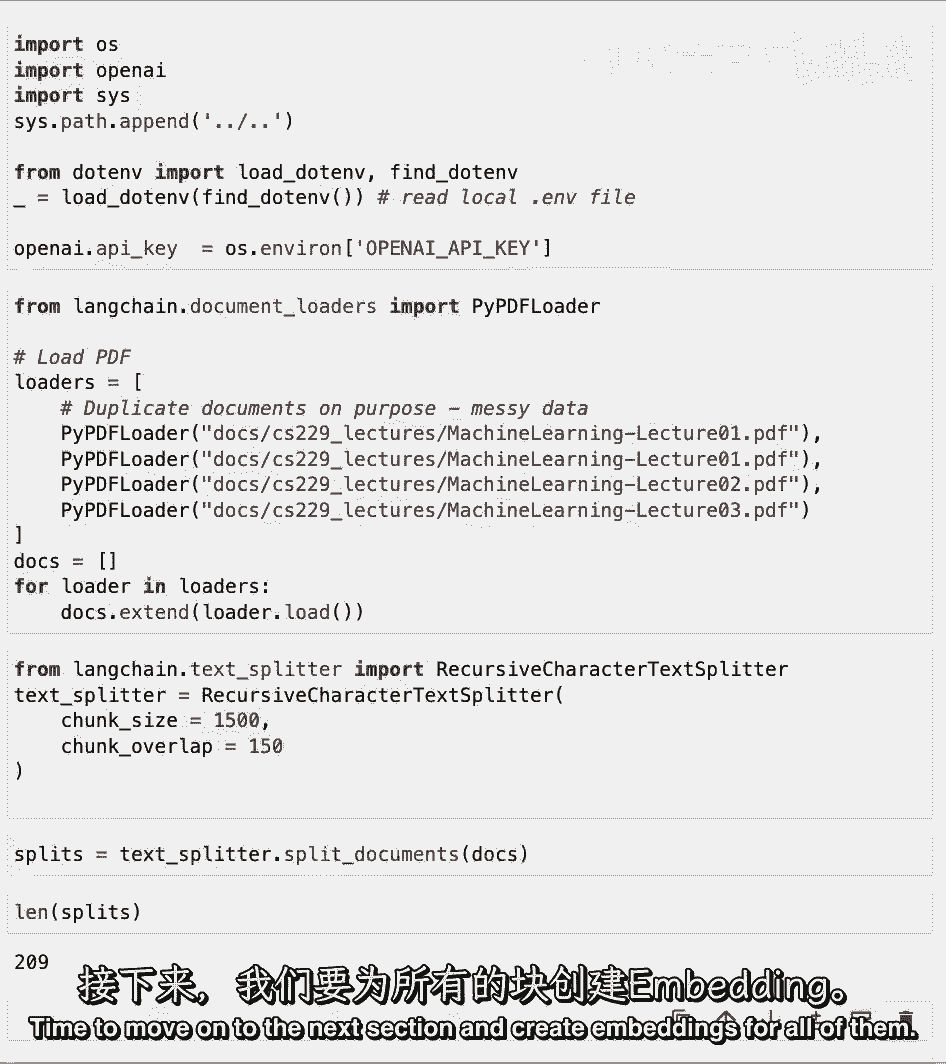 import os
import openai
import sys
sys.path.append('../..')
from dotenv import load_dotenv, find_dotenv
_ = load_dotenv(find_dotenv()) # read local .env file
openai.api_key  = os.environ['OPENAI_API_KEY']
from langchain.document_loaders import PyPDFLoader
# Load PDF
loaders = [
    # Duplicate documents on purpose - messy data
    PyPDFLoader("docs/cs229_lectures/MachineLearning-Lecture01.pdf"),
    PyPDFLoader("docs/cs229_lectures/MachineLearning-Lecture01.pdf"),
    PyPDFLoader("docs/cs229_lectures/MachineLearning-Lecture02.pdf"),
    PyPDFLoader("docs/cs229_lectures/MachineLearning-Lecture03.pdf")
]
docs = []
for loader in loaders:
    docs.extend(loader.load())
from langchain.text_splitter import RecursiveCharacterTextSplitter
text_splitter = RecursiveCharacterTextSplitter(
    chunk_size = 1500,
    chunk_overlap = 150
)
splits = text_splitter.split_documents(docs)
len(splits)
209
接下来，我们要为所有的块创建Embedding。
Time to move on to the next section and create embeddings for all of them.